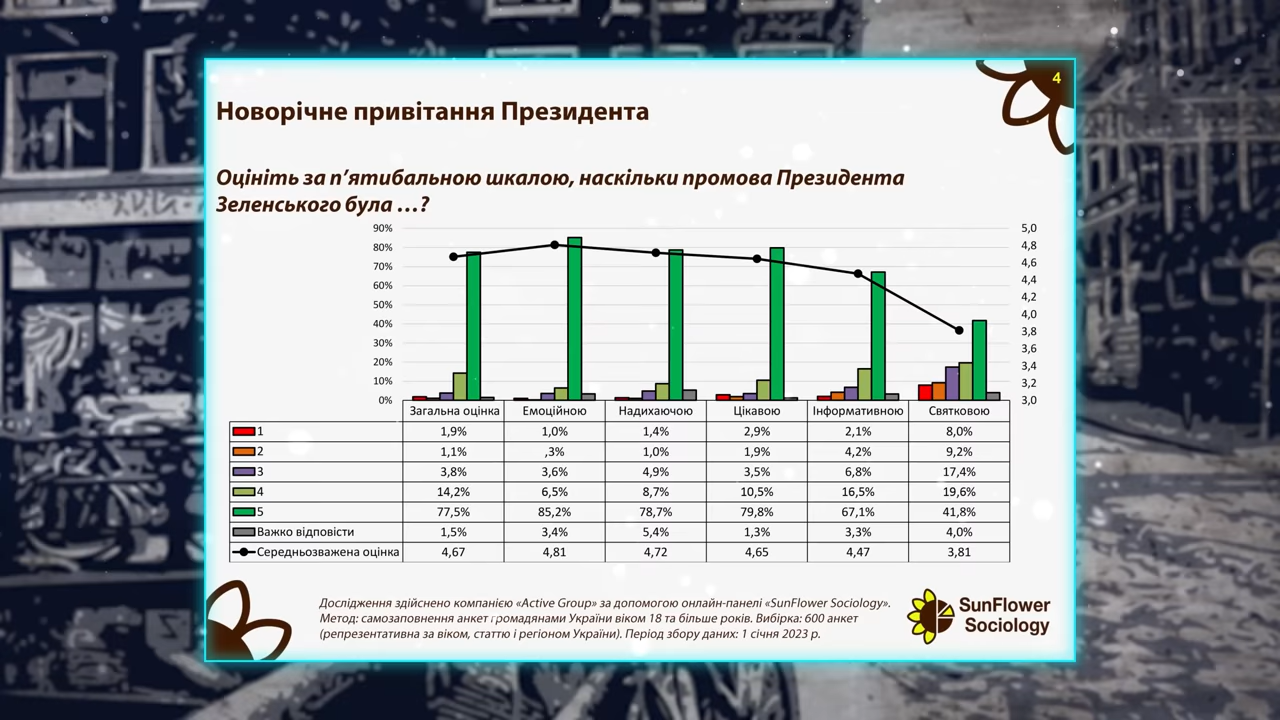 4
Новорічне привітання Президента
Оцініть за п’ятибальною шкалою, наскільки промова Президента
Зеленського була …?
90% 5,0
80% 4,8
70% 4,6
60% 4,4
50% 4,2
40% 4,0
30% 3,8
20% 3,6
10% 3,4
0% 3,2
3,0
Загальна оцінка Емоційною Надихаючою Цікавою Інформативною Святковою
1 1,9% 1,0% 1,4% 2,9% 2,1% 8,0%
2 1,1% ,3% 1,0% 1,9% 4,2% 9,2%
3 3,8% 3,6% 4,9% 3,5% 6,8% 17,4%
4 14,2% 6,5% 8,7% 10,5% 16,5% 19,6%
5 77,5% 85,2% 78,7% 79,8% 67,1% 41,8%
Важко відповісти 1,5% 3,4% 5,4% 1,3% 3,3% 4,0%
Середньозважена оцінка 4,67 4,81 4,72 4,65 4,47 3,81
Дослідження здійснено компанією «Active Group» за допомогою онлайн-панелі «SunFlower Sociology».
Метод: самозаповнення анкет громадянами України віком 18 та більше років. Вибірка: 600 анкет
(репрезентативна за віком, статтю і регіоном України). Період збору даних: 1 січня 2023 р.
SunFlower
Sociology